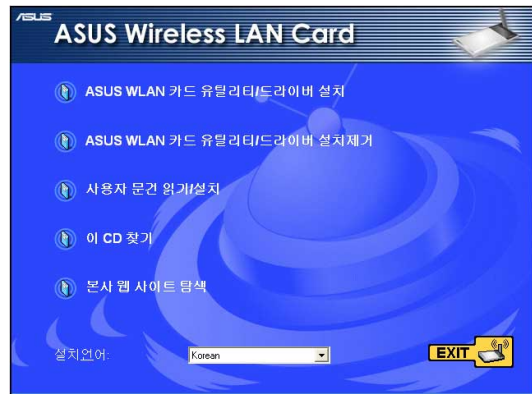 ASUS
ASUS Wireless LAN Card
ASUS WLAN 카드 유틸리티/드라이버 설치
ASUS WLAN 카드 유틸리티/드라이버 설치제거
사용자 문건 읽기/설치
이 CD 찾기
본사 웹 사이트 탐색
설치언어: Korean
EXIT